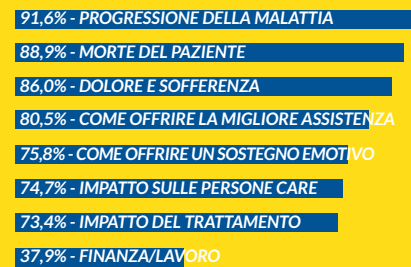 91,6% - PROGRESSIONE DELLA MALATTIA
88,9% - MORTE DEL PAZIENTE
86,0% - DOLORE E SOFFERENZA
80,5% - COME OFFRIRE LA MIGLIORE ASSISTENZA
75,8% - COME OFFRIRE UN SOSTEGNO EMOTIVO
74,7% - IMPATTO SULLE PERSONE CARE
73,4% - IMPATTO DEL TRATTAMENTO
37,9% - FINANZA/LAVORO